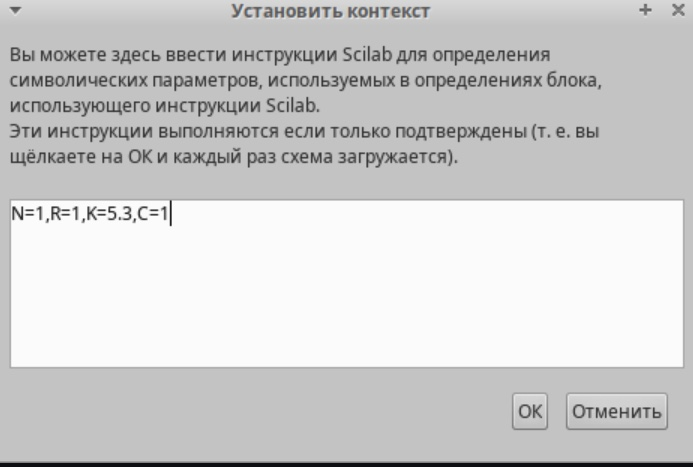 Установить контекст
Вы можете здесь ввести инструкции Scilab для определения
символических параметров, используемых в определениях блока,
использующего инструкции Scilab.
Эти инструкции выполняются если только подтверждены (т. е. вы
щёлкаете на ОК и каждый раз схема загружается).
N=1,R=1,K=5.3,C=1
ОК
Отменить